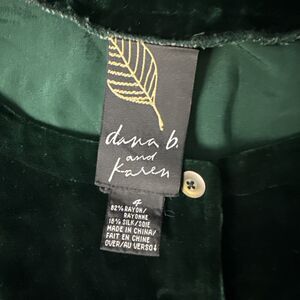 dana b.
and
karen
4
82% RAYON/
RAYONNE
18% SILK/SOIE
MADE IN CHINA/
FAIT EN CHINE
OVER/AU VERSO